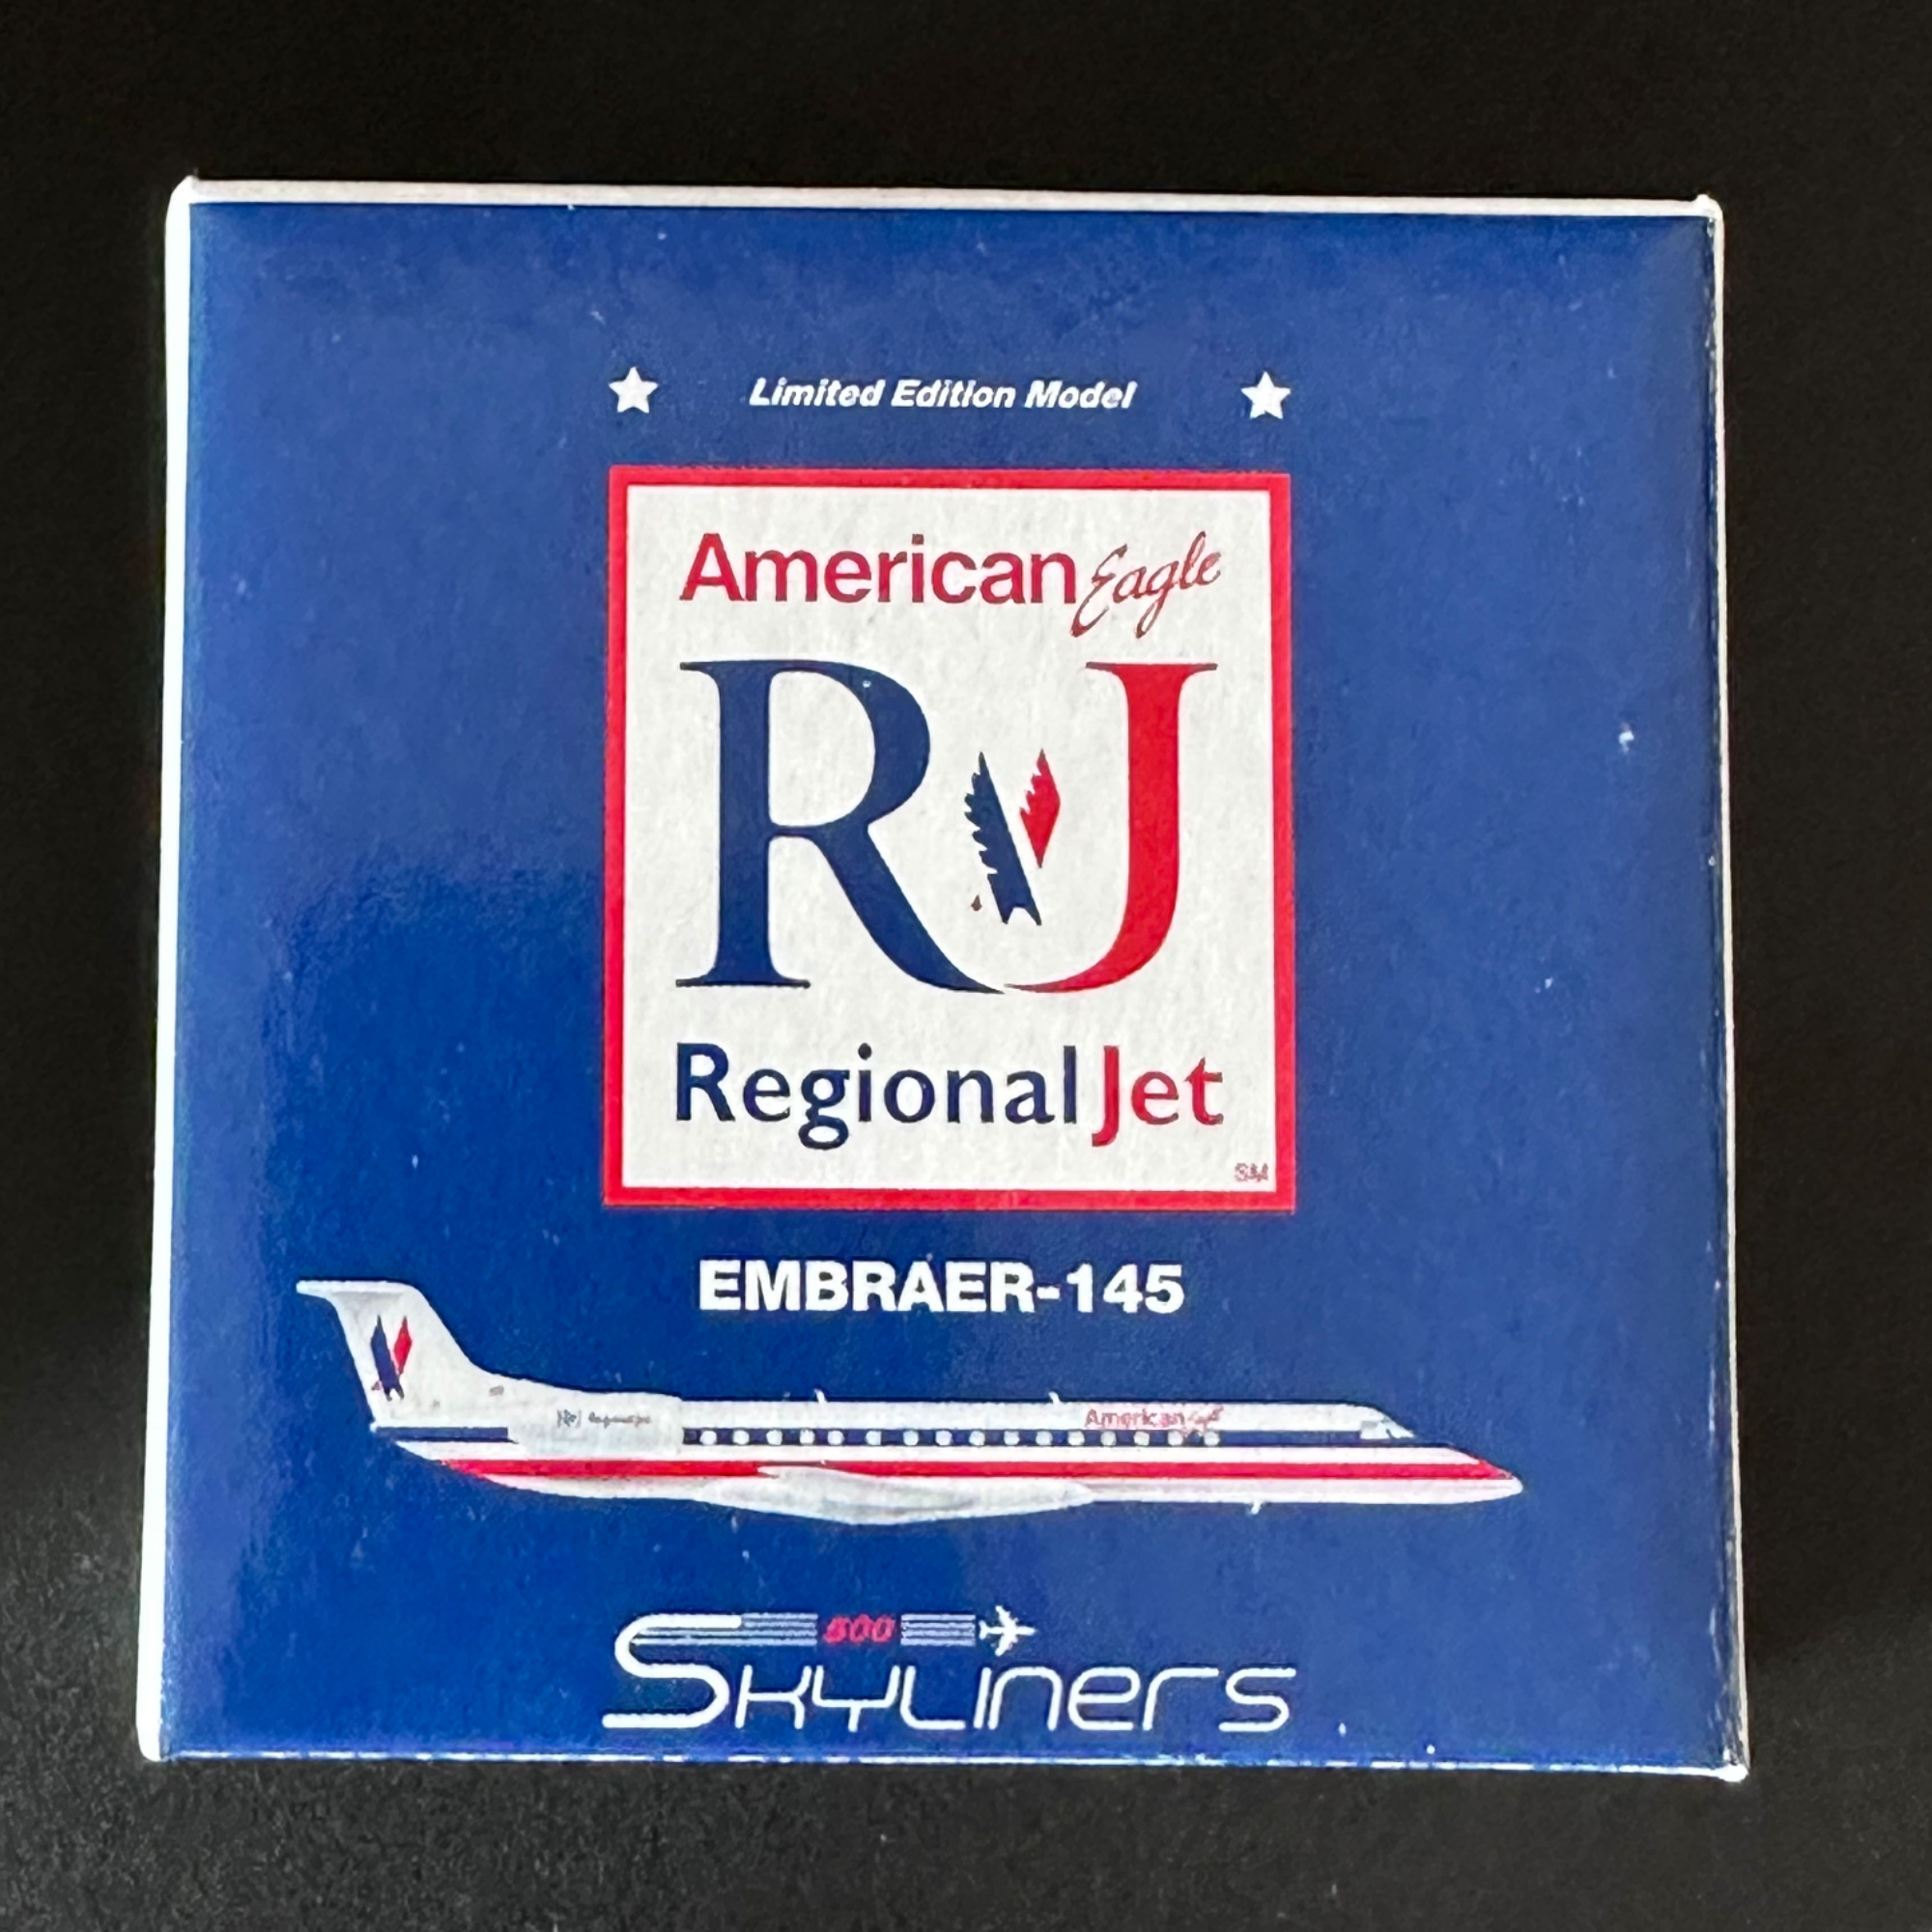 Limited Edition Model
American Eagle
RJ
Regional Jet
SM
EMBRAER-145
American Eagle
500
SKYLINERS